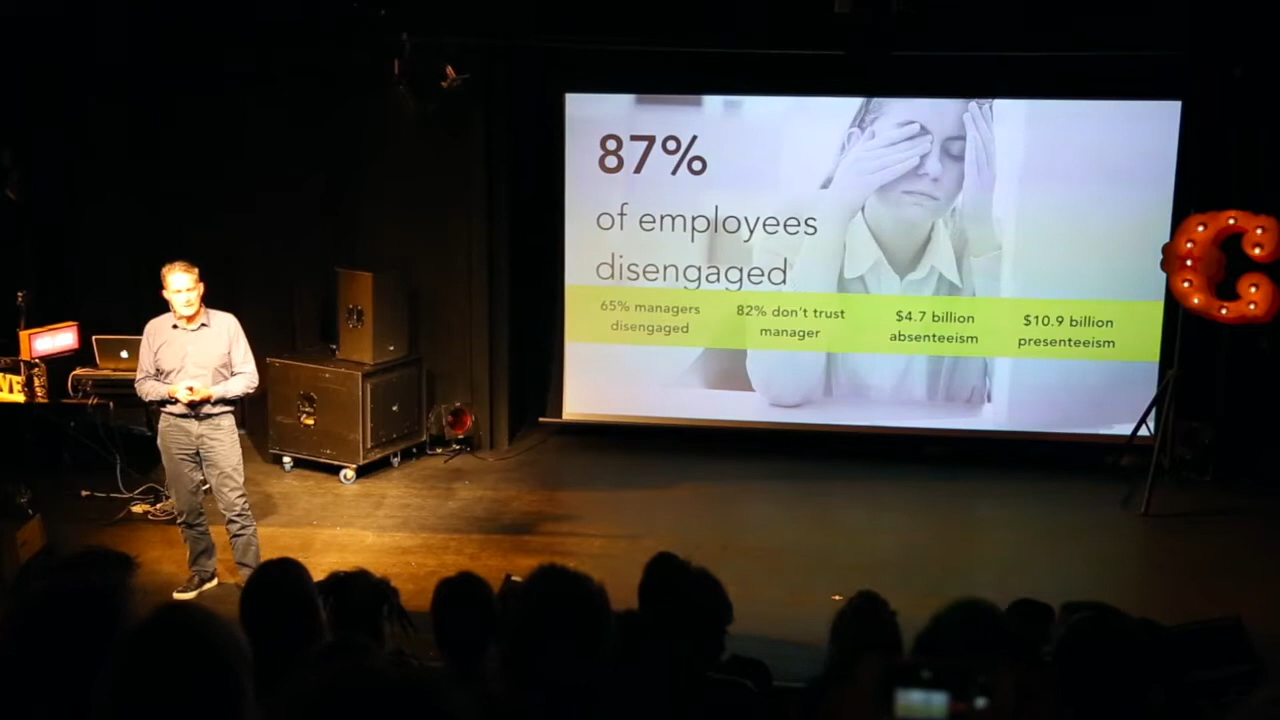 87%
of employees
disengaged
65% managers
disengaged
82% don't trust
manager
$4.7 billion
absenteeism
$10.9 billion
presenteeism
C